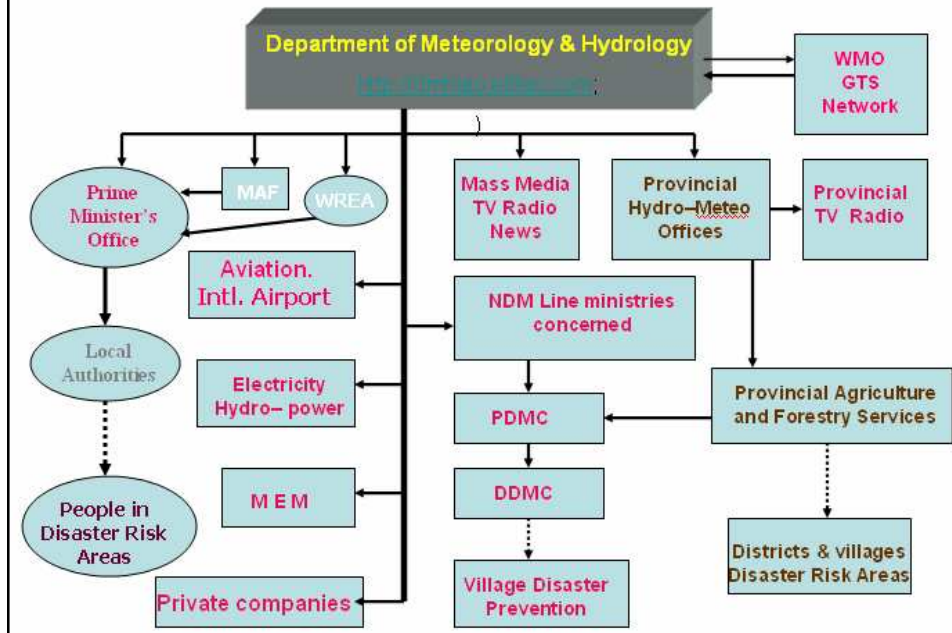 Department of Meteorology & Hydrology
WMO
GTS
Network
)
Prime
Minister's
Office
MAF
WREA
Mass Media
TV Radio
News
Provincial
Hydro–Meteo
Offices
Provincial
TV Radio
Aviation.
Intl. Airport
NDM Line ministries
concerned
Local
Authorities
Electricity
Hydro– power
PDMC
Provincial Agriculture
and Forestry Services
People in
Disaster Risk
Areas
M E M
DDMC
Districts & villages
Disaster Risk Areas
Private companies
Village Disaster
Prevention